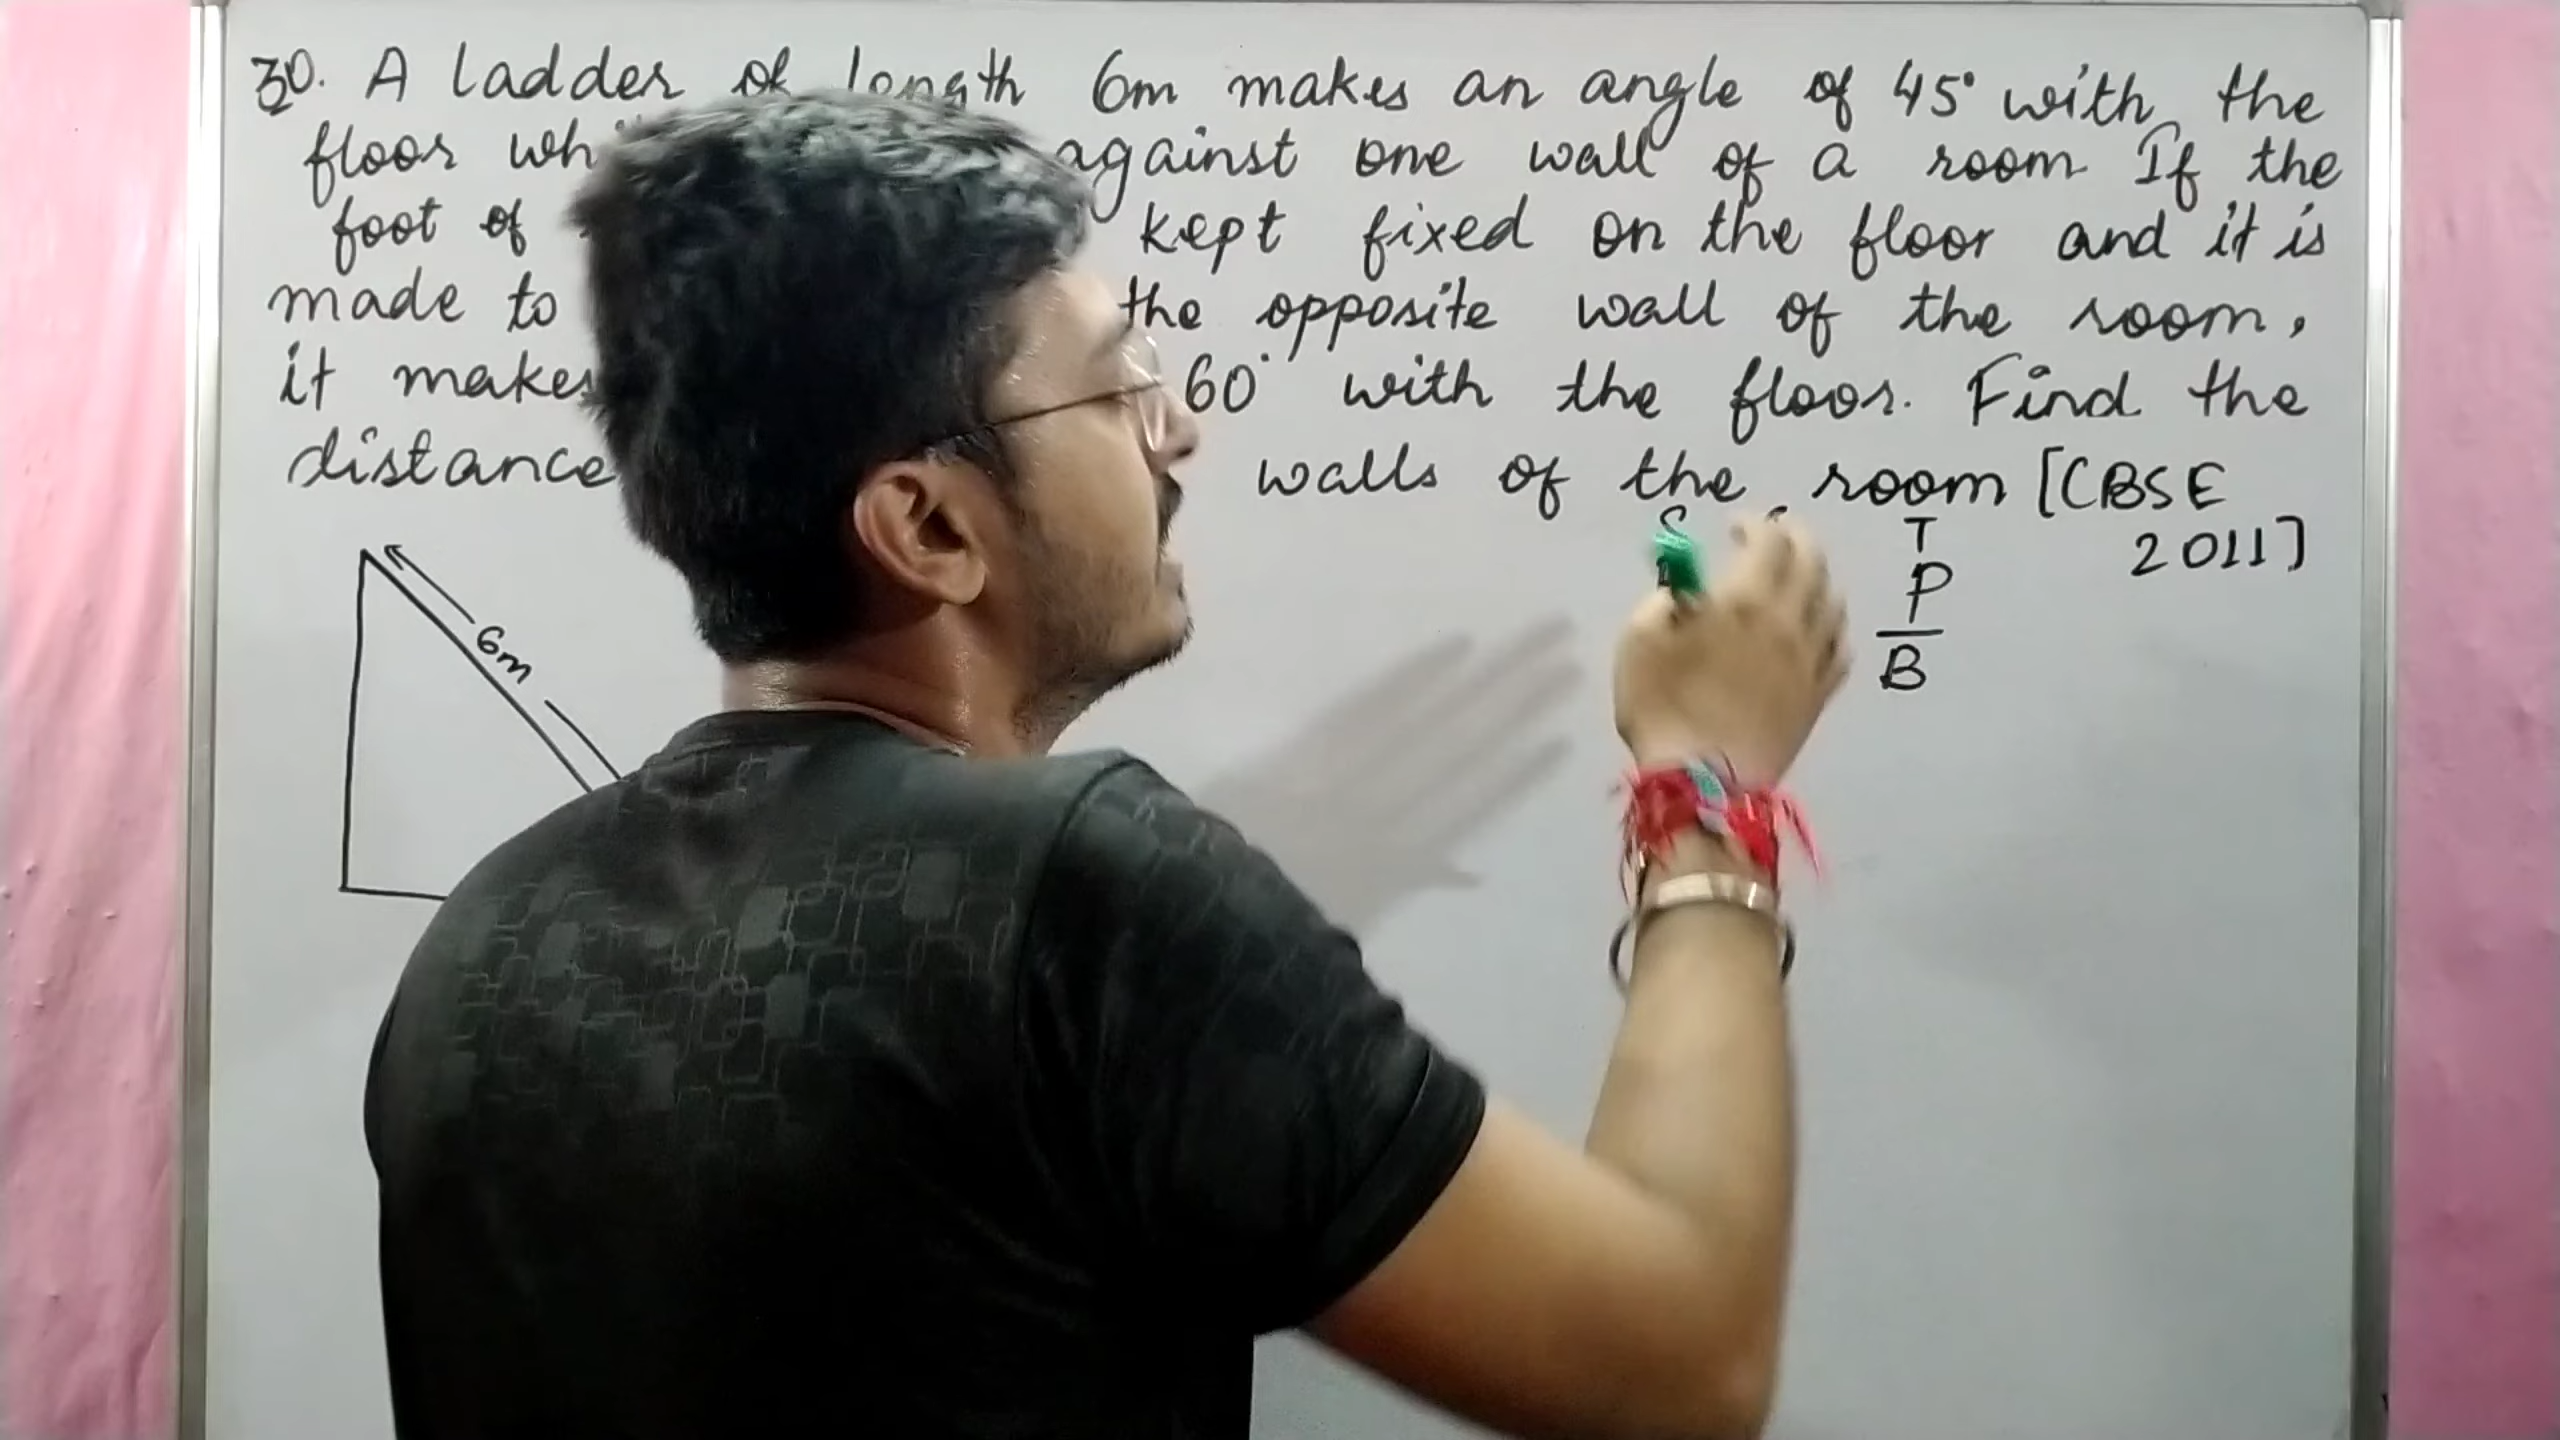 30. A ladder of length 6m makes an angle of 45° with the
floor against one wall of a room If the
foot of kept fixed on the floor and it is
made to the opposite wall of the room,
it makes 60° with the floor. Find the
distance walls of the room [CBSE
2011]
T
P
B
6m